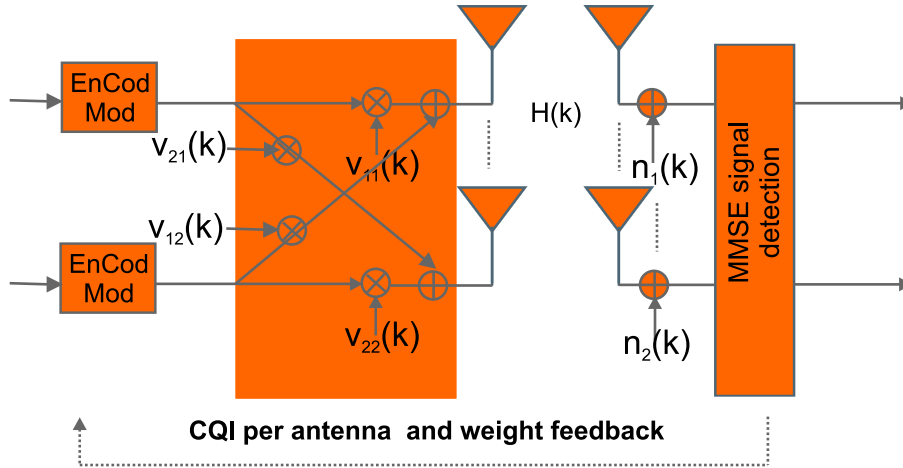 EnCod
Mod
v₂₁(k)
v₁₁(k)
H(k)
n₁(k)
MMSE signal
detection
v₁₂(k)
EnCod
Mod
v₂₂(k)
n₂(k)
CQI per antenna and weight feedback